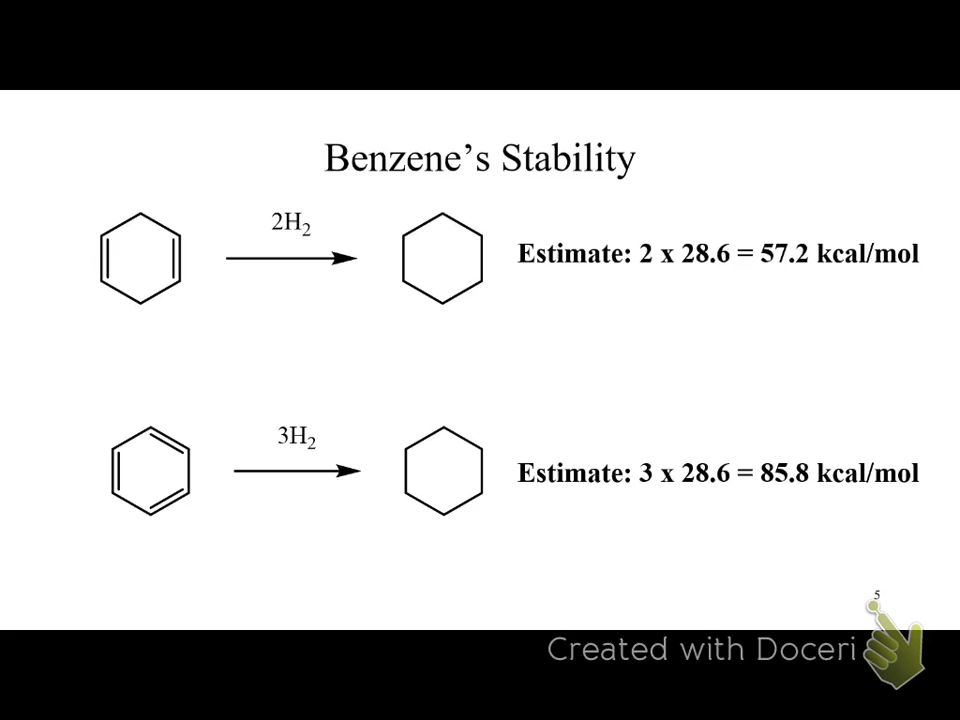 Benzene’s Stability
2H₂
Estimate: 2 x 28.6 = 57.2 kcal/mol
3H₂
Estimate: 3 x 28.6 = 85.8 kcal/mol
5
Created with Doceri